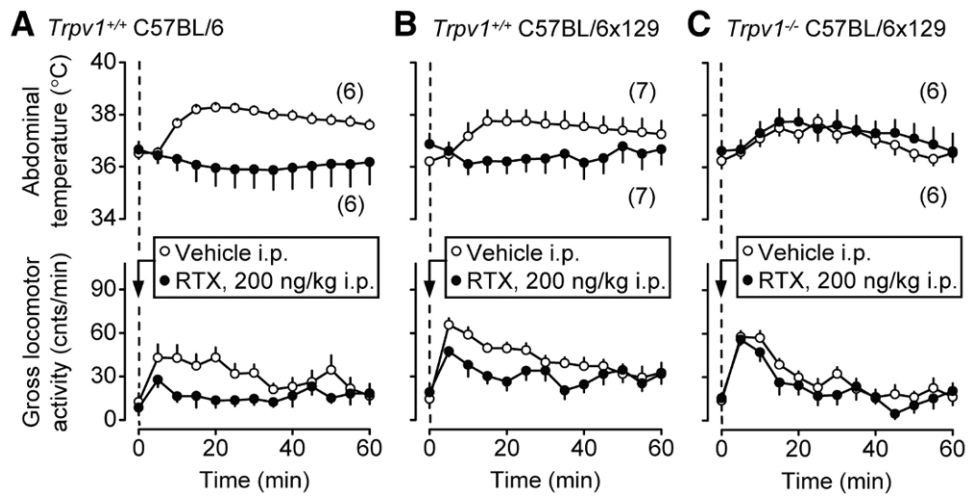 A Trpv1+/+ C57BL/6
B Trpv1+/+ C57BL/6x129
C Trpv1-/- C57BL/6x129
Abdominal
temperature (°C)
40
38
36
34
(6)
(6)
(7)
(7)
(6)
(6)
Vehicle i.p.
RTX, 200 ng/kg i.p.
Vehicle i.p.
RTX, 200 ng/kg i.p.
Vehicle i.p.
RTX, 200 ng/kg i.p.
Gross locomotor
activity (cnts/min)
90
60
30
0
0 20 40 60
0 20 40 60
0 20 40 60
Time (min)
Time (min)
Time (min)